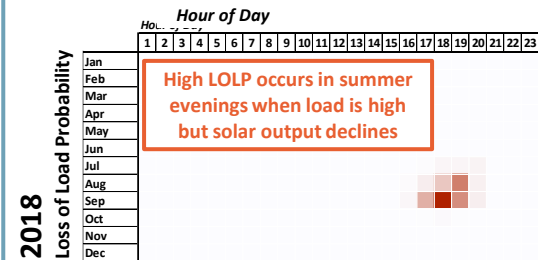 Hour of Day
1 2 3 4 5 6 7 8 9 10 11 12 13 14 15 16 17 18 19 20 21 22 23
2018
Loss of Load Probability
Jan
Feb
Mar
Apr
May
Jun
Jul
Aug
Sep
Oct
Nov
Dec
High LOLP occurs in summer
evenings when load is high
but solar output declines